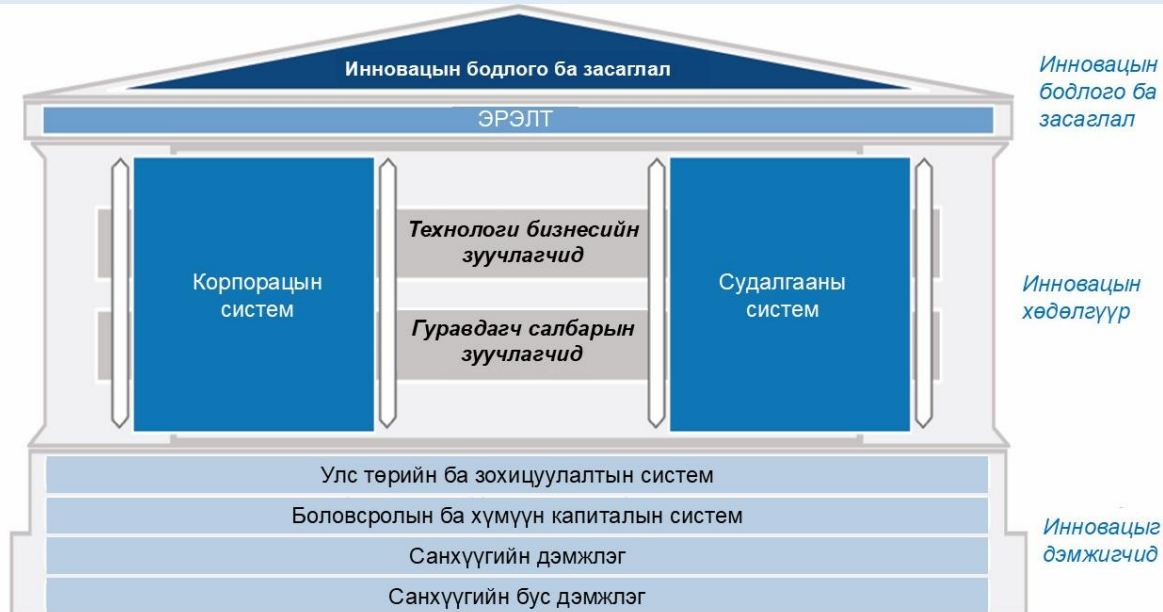 Инновацын бодлого ба засаглал
Инновацын
бодлого ба
засаглал
ЭРЭЛТ
Корпорацын
систем
Технологи бизнесийн
зуучлагчид
Гуравдагч салбарын
зуучлагчид
Судалгааны
систем
Инновацын
хөдөлгүүр
Улс төрийн ба зохицуулалтын систем
Боловсролын ба хүмүүн капиталын систем
Санхүүгийн дэмжлэг
Санхүүгийн бус дэмжлэг
Инновацыг
дэмжигчид